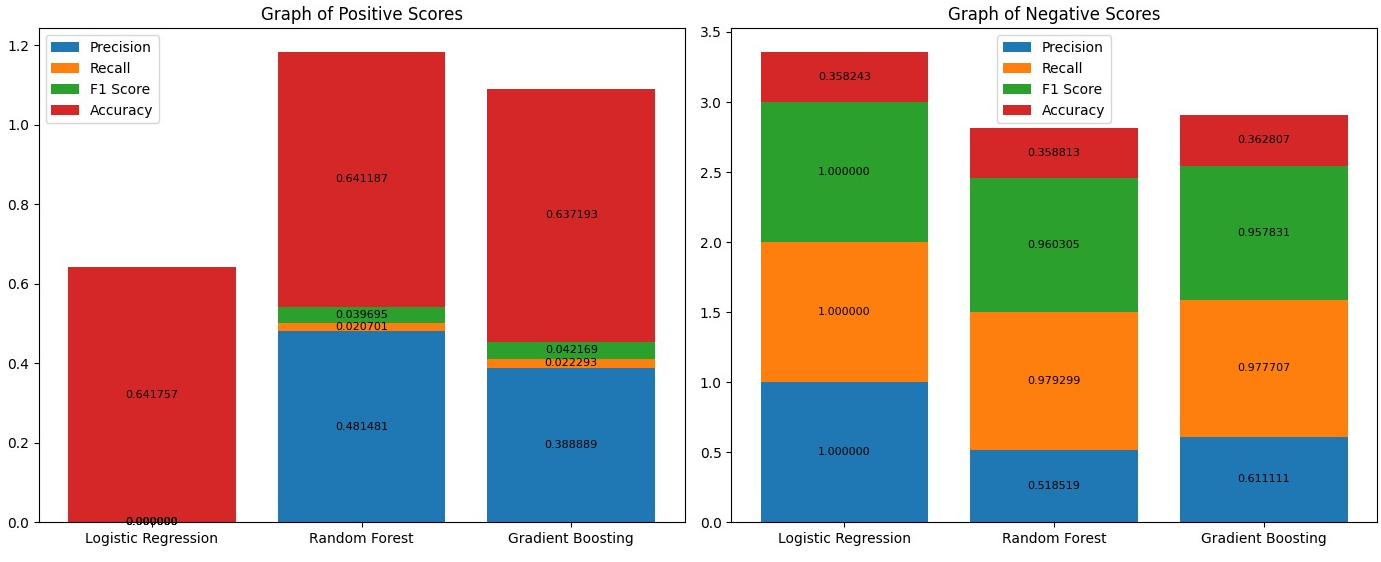 Graph of Positive Scores
1.2
1.0
0.8
0.6
0.4
0.2
0.0
Precision
Recall
F1 Score
Accuracy
0.641757
0.000000
0.641187
0.039695
0.020701
0.481481
0.637193
0.042169
0.022293
0.388889
Logistic Regression
Random Forest
Gradient Boosting
Graph of Negative Scores
3.5
3.0
2.5
2.0
1.5
1.0
0.5
0.0
Precision
Recall
F1 Score
Accuracy
0.358243
1.000000
1.000000
1.000000
0.358813
0.960305
0.979299
0.518519
0.362807
0.957831
0.977707
0.611111
Logistic Regression
Random Forest
Gradient Boosting